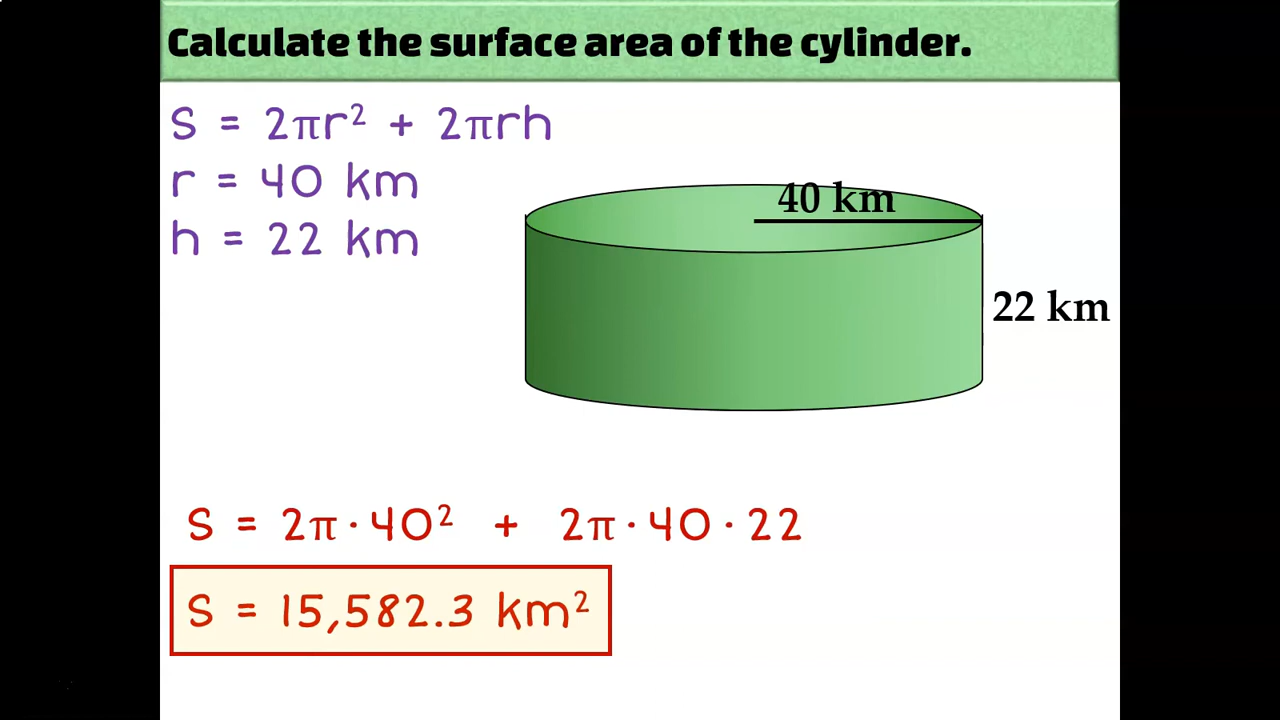 Calculate the surface area of the cylinder.
S = 2πr² + 2πrh
r = 40 km
h = 22 km
40 km
22 km
S = 2π · 40² + 2π · 40 · 22
S = 15,582.3 km²